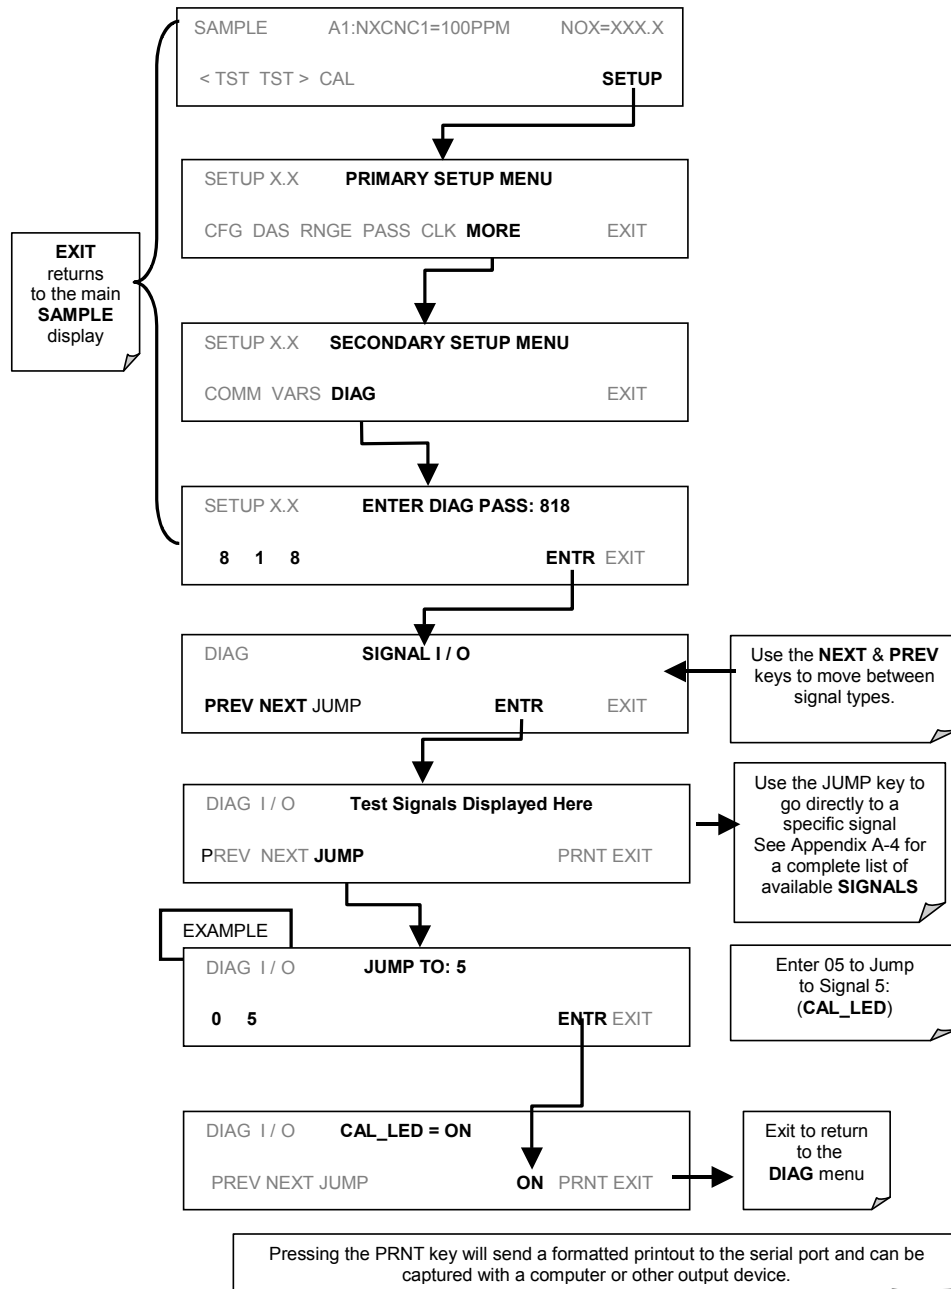 SAMPLE A1:NXCNC1=100PPM NOX=XXX.X
< TST TST > CAL SETUP
SETUP X.X PRIMARY SETUP MENU
CFG DAS RNGE PASS CLK MORE EXIT
EXIT
returns
to the main
SAMPLE
display
SETUP X.X SECONDARY SETUP MENU
COMM VARS DIAG EXIT
SETUP X.X ENTER DIAG PASS: 818
8 1 8 ENTR EXIT
DIAG SIGNAL I / O
PREV NEXT JUMP ENTR EXIT
Use the NEXT & PREV
keys to move between
signal types.
DIAG I / O Test Signals Displayed Here
PREV NEXT JUMP PRNT EXIT
Use the JUMP key to
go directly to a
specific signal
See Appendix A-4 for
a complete list of
available SIGNALS
EXAMPLE
DIAG I / O JUMP TO: 5
0 5 ENTR EXIT
Enter 05 to Jump
to Signal 5:
(CAL_LED)
DIAG I / O CAL_LED = ON
PREV NEXT JUMP ON PRNT EXIT
Exit to return
to the
DIAG menu
Pressing the PRNT key will send a formatted printout to the serial port and can be
captured with a computer or other output device.